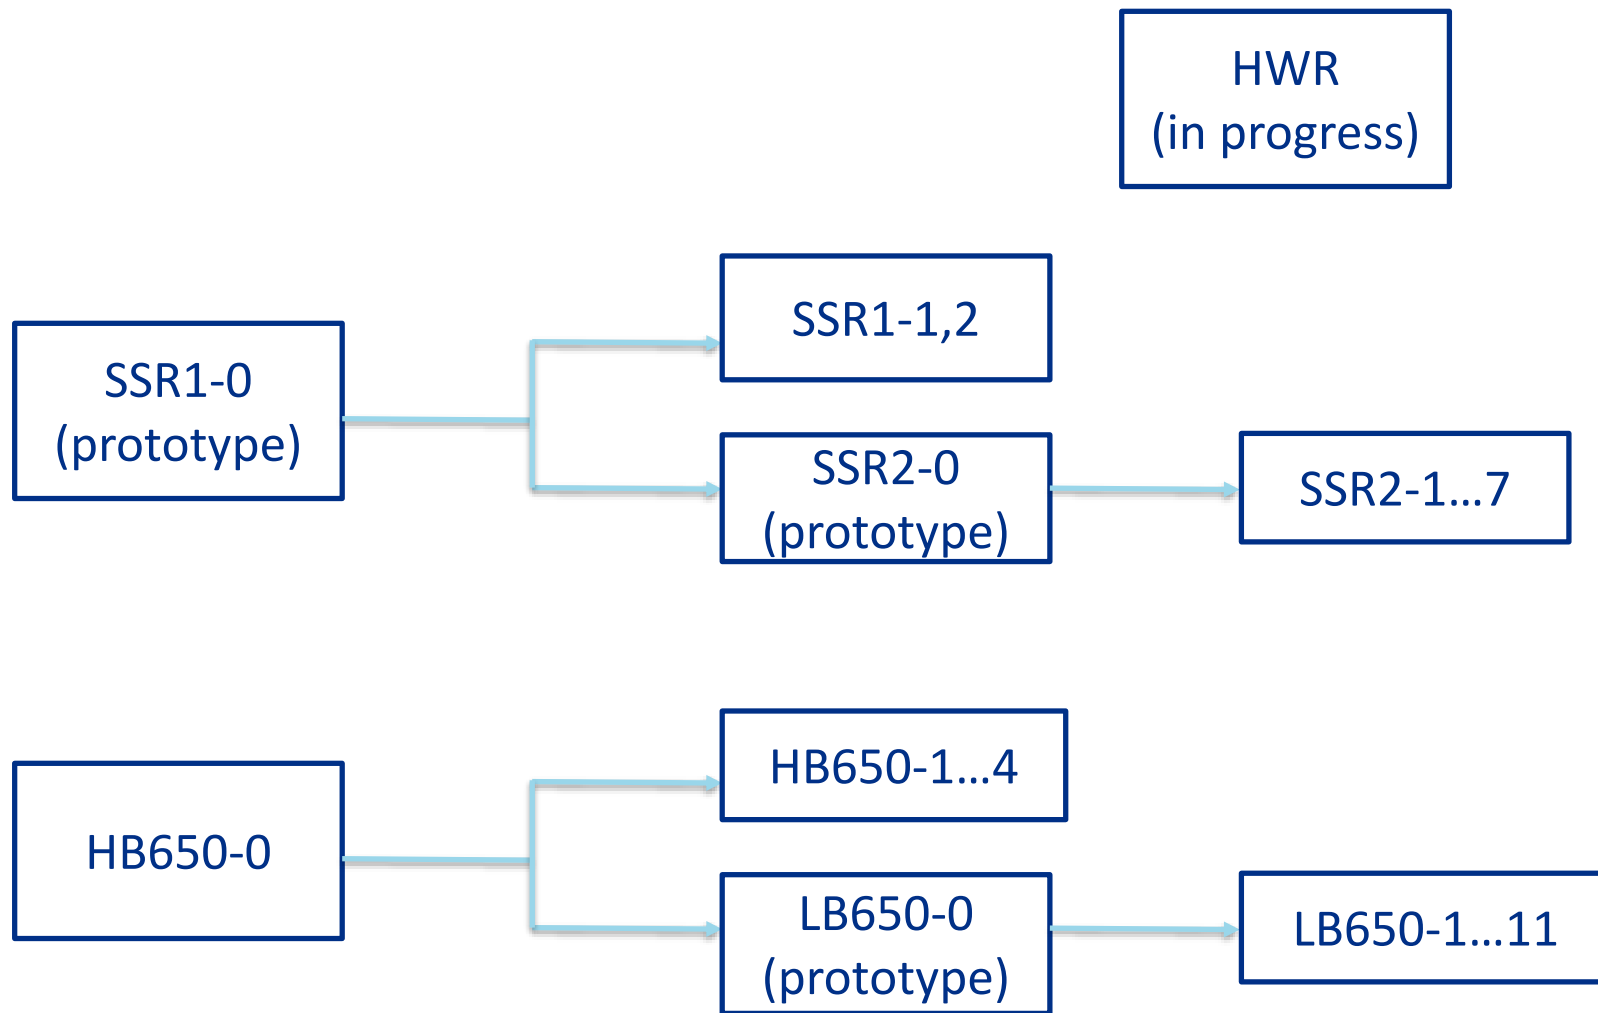 HWR
(in progress)
SSR1-0
(prototype)
SSR1-1,2
SSR2-0
(prototype)
SSR2-1…7
HB650-0
HB650-1…4
LB650-0
(prototype)
LB650-1…11